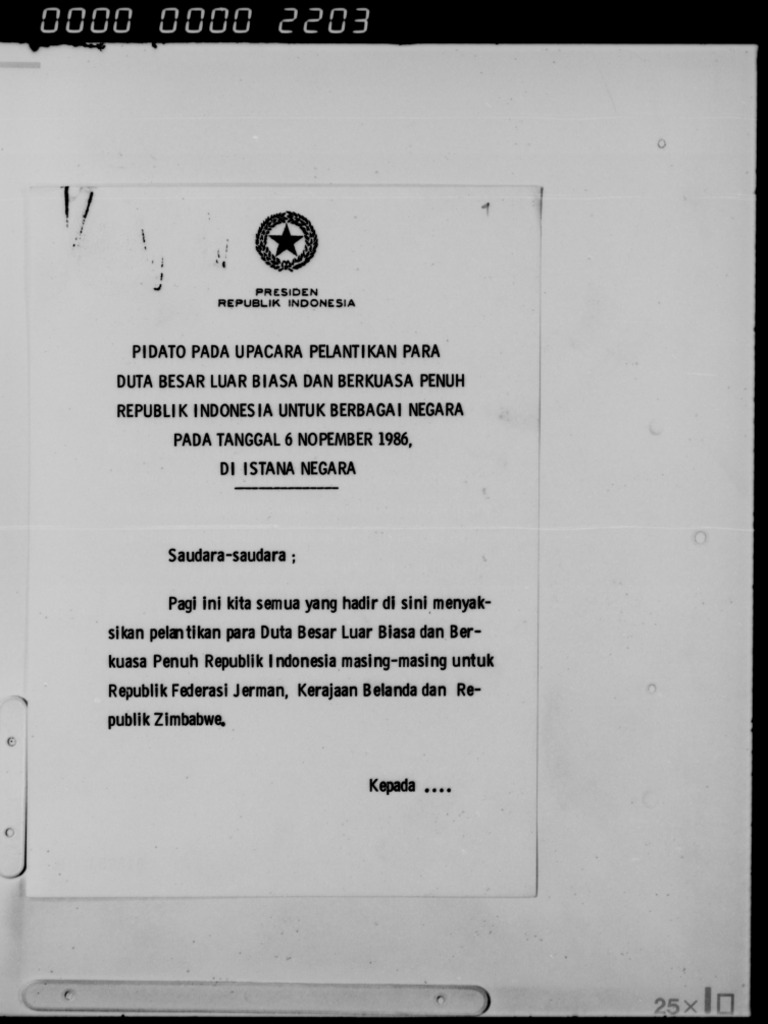 0000 0000 2203
PRESIDEN
REPUBLIK INDONESIA
PIDATO PADA UPACARA PELANTIKAN PARA
DUTA BESAR LUAR BIASA DAN BERKUASA PENUH
REPUBLIK INDONESIA UNTUK BERBAGAI NEGARA
PADA TANGGAL 6 NOPEMBER 1986,
DI ISTANA NEGARA
Saudara-saudara ;
Pagi ini kita semua yang hadir di sini menyak-
sikan pelantikan para Duta Besar Luar Biasa dan Ber-
kuasa Penuh Republik Indonesia masing-masing untuk
Republik Federasi Jerman, Kerajaan Belanda dan Re-
publik Zimbabwe.
Kepada ....
25×